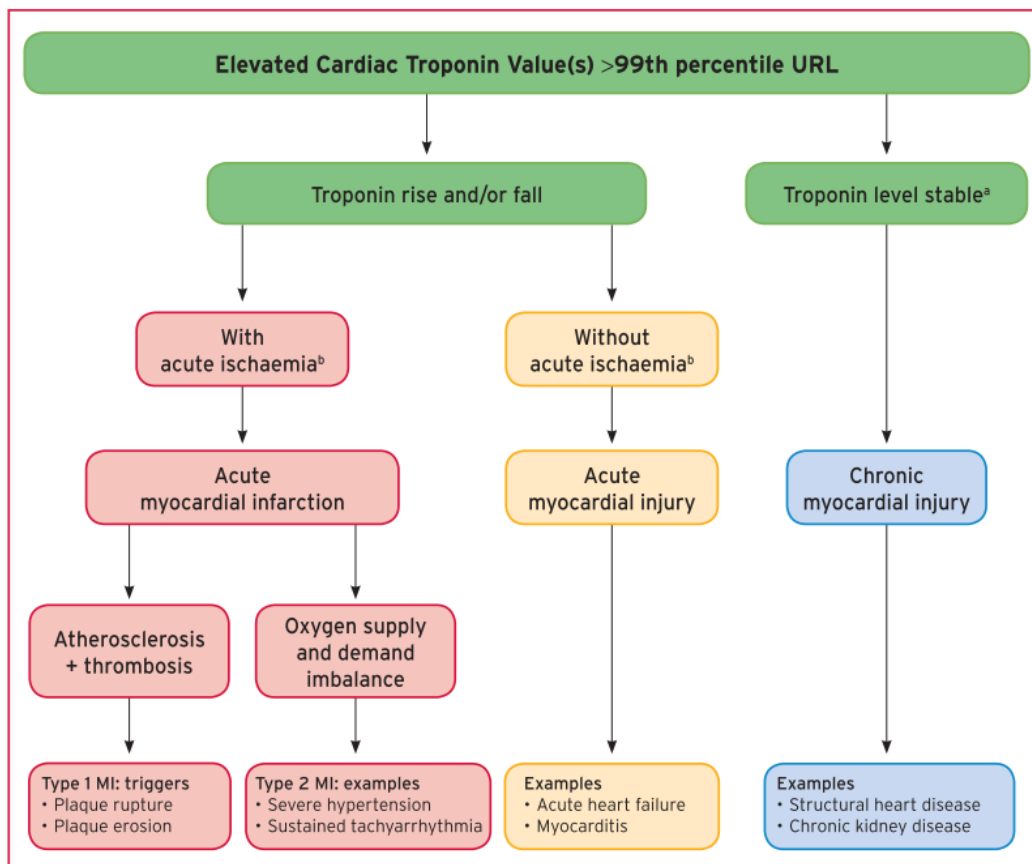 Elevated Cardiac Troponin Value(s) >99th percentile URL
Troponin rise and/or fall
Troponin level stableᵃ
With
acute ischaemiaᵇ
Without
acute ischaemiaᵇ
Acute
myocardial infarction
Acute
myocardial injury
Chronic
myocardial injury
Atherosclerosis
+ thrombosis
Oxygen supply
and demand
imbalance
Type 1 MI: triggers
• Plaque rupture
• Plaque erosion
Type 2 MI: examples
• Severe hypertension
• Sustained tachyarrhythmia
Examples
• Acute heart failure
• Myocarditis
Examples
• Structural heart disease
• Chronic kidney disease